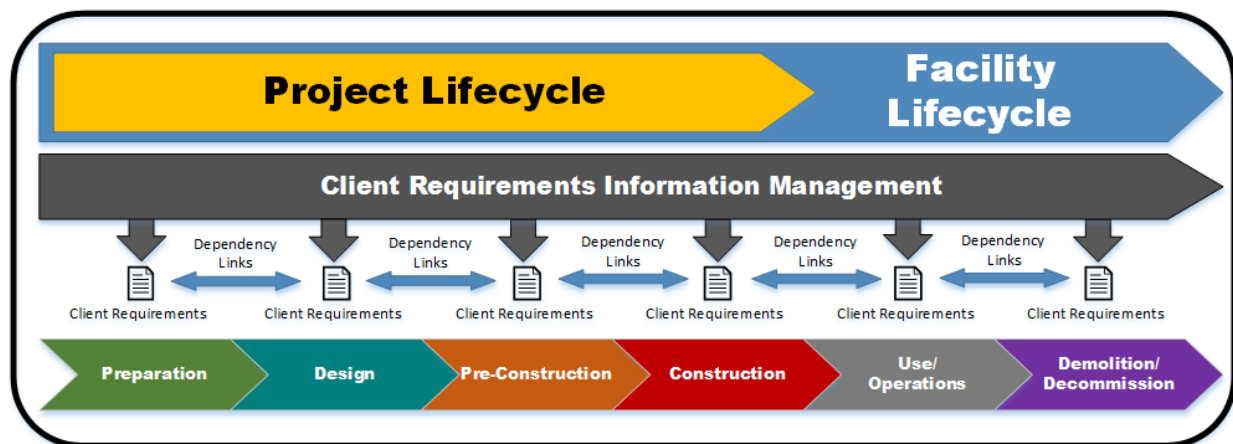 Project Lifecycle
Facility
Lifecycle
Client Requirements Information Management
Dependency
Links
Dependency
Links
Dependency
Links
Dependency
Links
Dependency
Links
Client Requirements
Client Requirements
Client Requirements
Client Requirements
Client Requirements
Client Requirements
Preparation
Design
Pre-Construction
Construction
Use/
Operations
Demolition/
Decommission